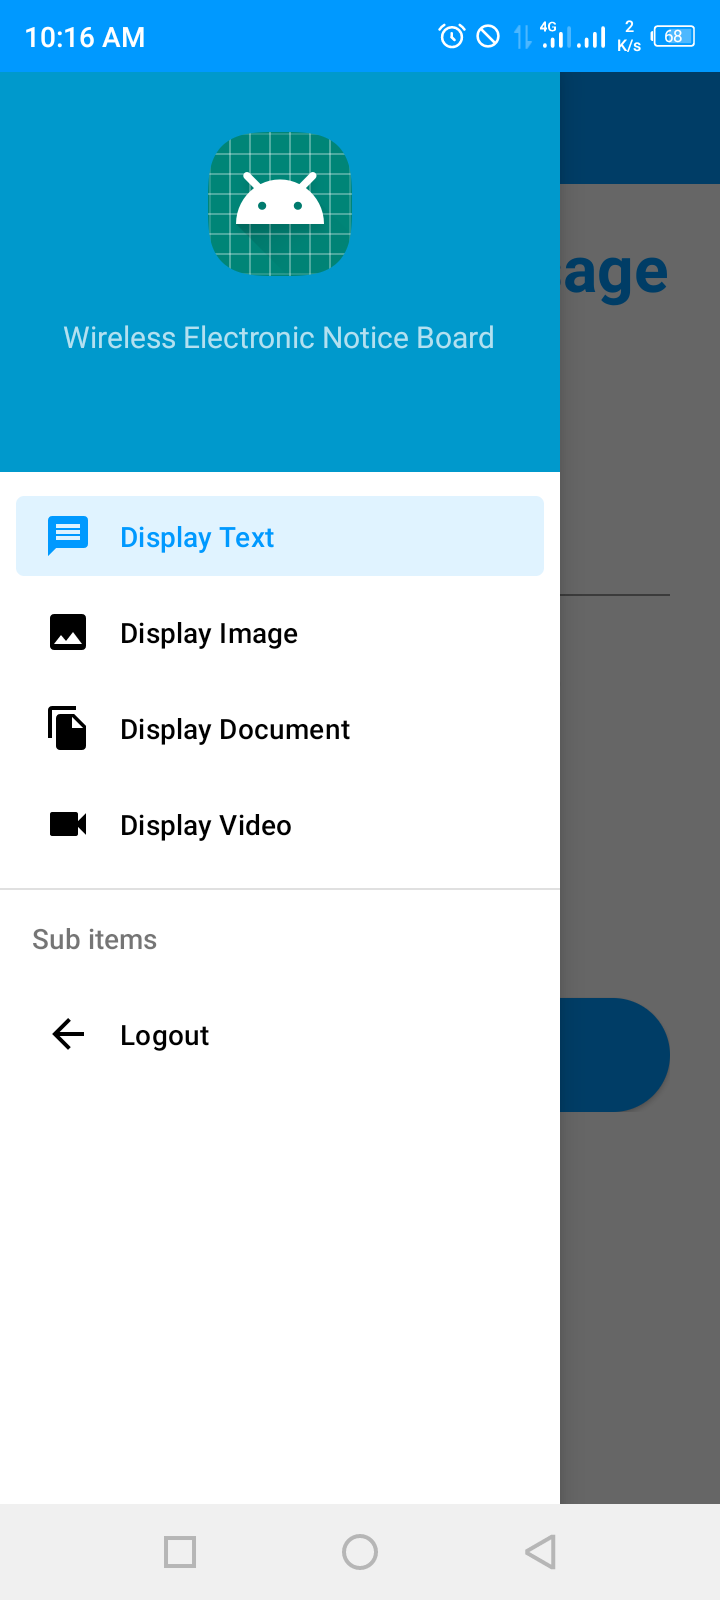 10:16 AM
4G
2
K/s
68
Wireless Electronic Notice Board
Display Text
Display Image
Display Document
Display Video
Sub items
Logout